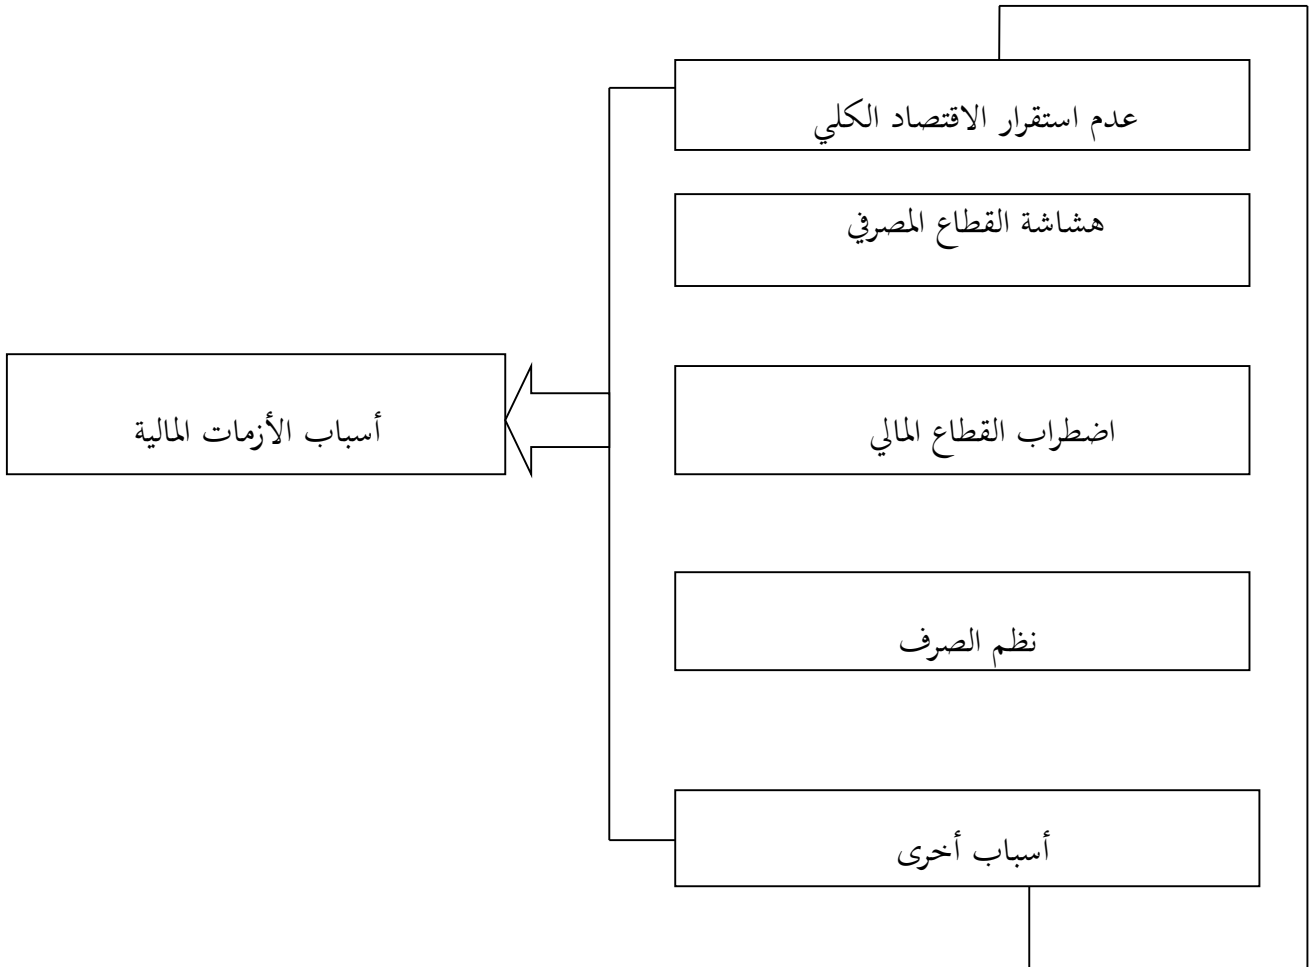 عدم استقرار الاقتصاد الكلي
هشاشة القطاع المصرفي
اضطراب القطاع المالي
أسباب الأزمات المالية
نظم الصرف
أسباب أخرى